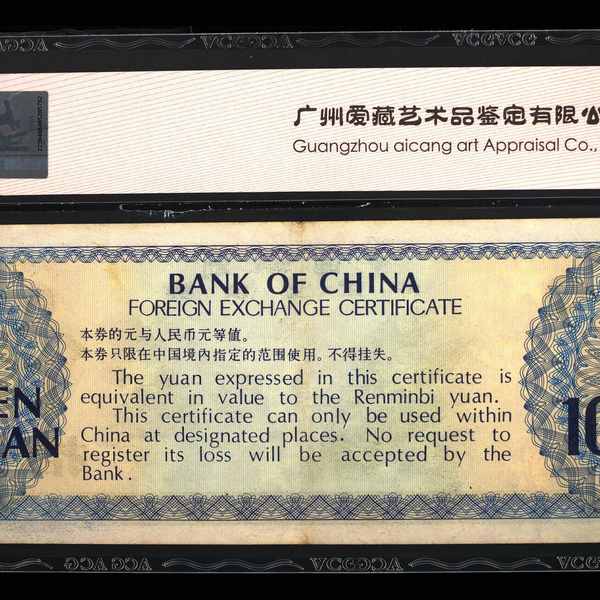 广州爱藏艺术品鉴定有限公
Guangzhou aicang art Appraisal Co.,
BANK OF CHINA
FOREIGN EXCHANGE CERTIFICATE
本券的元与人民币元等值。
本券只限在中国境内指定的范围使用。不得挂失。
The yuan expressed in this certificate is
equivalent in value to the Renminbi yuan.
This certificate can only be used within
China at designated places. No request to
register its loss will be accepted by the
Bank.
EN
AN
10